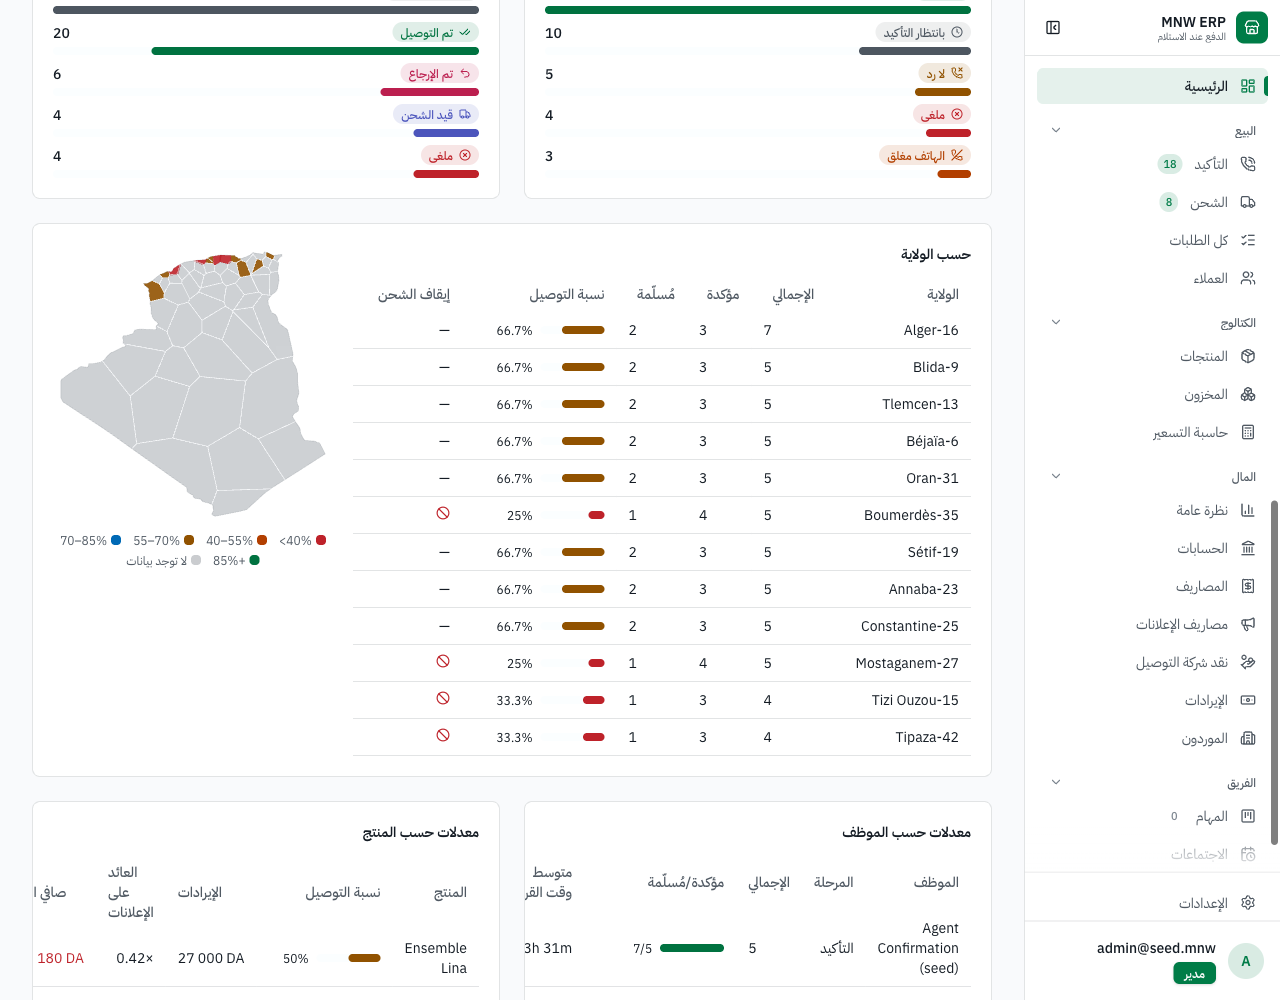 MNW ERP
الدفع عند الاستلام
الرئيسية
البيع
التأكيد 18
الشحن 8
كل الطلبات
العملاء
الكتالوج
المنتجات
المخزون
حاسبة التسعير
المال
نظرة عامة
الحسابات
المصاريف
مصاريف الإعلانات
نقد شركة التوصيل
الإيرادات
الموردون
الفريق
المهام 0
الاجتماعات
الإعدادات
A
admin@seed.mnw
مدير
بانتظار التأكيد 10
لا رد 5
ملغى 4
الهاتف مغلق 3
تم التوصيل 20
تم الإرجاع 6
قيد الشحن 4
ملغى 4
حسب الولاية
الولاية الإجمالي مؤكدة مُسلّمة نسبة التوصيل إيقاف الشحن
Alger-16 7 3 2 66.7% —
Blida-9 5 3 2 66.7% —
Tlemcen-13 5 3 2 66.7% —
Béjaïa-6 5 3 2 66.7% —
Oran-31 5 3 2 66.7% —
Boumerdès-35 5 4 1 25%
Sétif-19 5 3 2 66.7% —
Annaba-23 5 3 2 66.7% —
Constantine-25 5 3 2 66.7% —
Mostaganem-27 5 4 1 25%
Tizi Ouzou-15 4 3 1 33.3%
Tipaza-42 4 3 1 33.3%
<40% 40–55% 55–70% 70–85%
85%+ لا توجد بيانات
معدلات حسب الموظف
الموظف المرحلة الإجمالي مؤكدة/مُسلّمة متوسط
وقت القر
Agent
Confirmation
(seed)
التأكيد 5 7/5 3h 31m
معدلات حسب المنتج
المنتج نسبة التوصيل الإيرادات العائد
على
الإعلانات
صافي ا
Ensemble
Lina
50% 27 000 DA 0.42× 180 DA